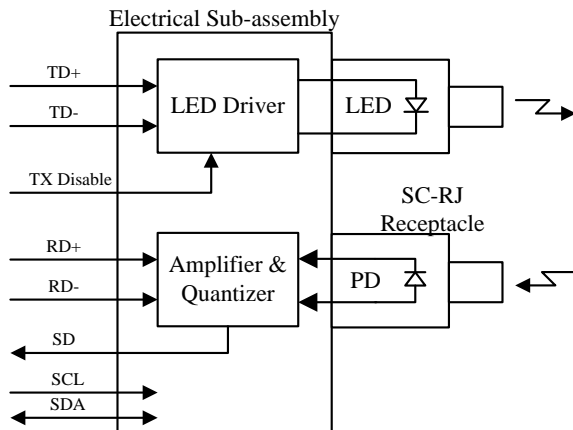 Electrical Sub-assembly
TD+
TD-
TX Disable
LED Driver
LED
SC-RJ
Receptacle
RD+
RD-
SD
SCL
SDA
Amplifier &
Quantizer
PD